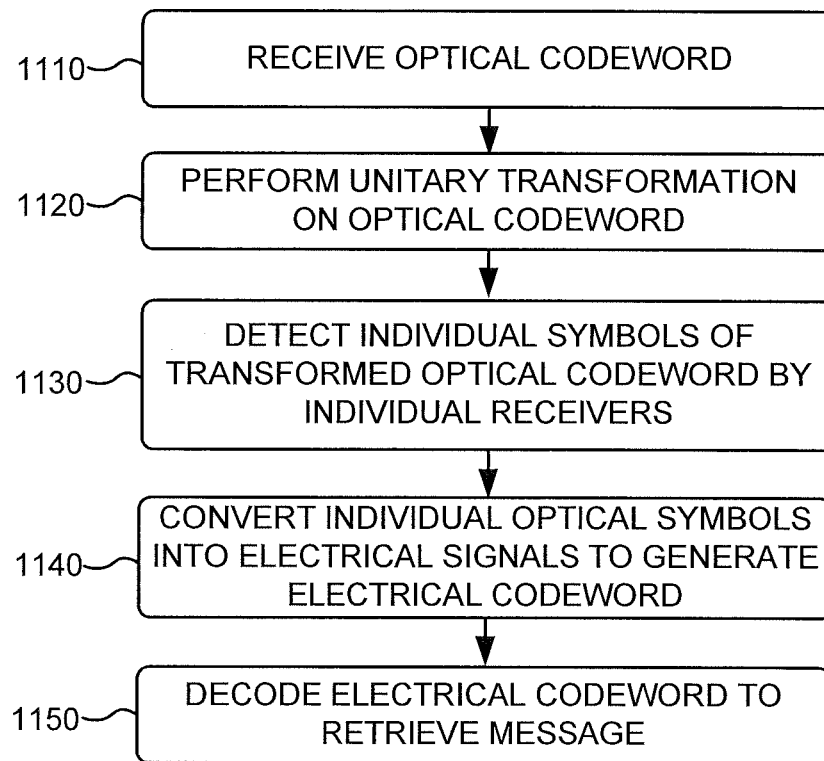 1110
RECEIVE OPTICAL CODEWORD
1120
PERFORM UNITARY TRANSFORMATION
ON OPTICAL CODEWORD
1130
DETECT INDIVIDUAL SYMBOLS OF
TRANSFORMED OPTICAL CODEWORD BY
INDIVIDUAL RECEIVERS
1140
CONVERT INDIVIDUAL OPTICAL SYMBOLS
INTO ELECTRICAL SIGNALS TO GENERATE
ELECTRICAL CODEWORD
1150
DECODE ELECTRICAL CODEWORD TO
RETRIEVE MESSAGE